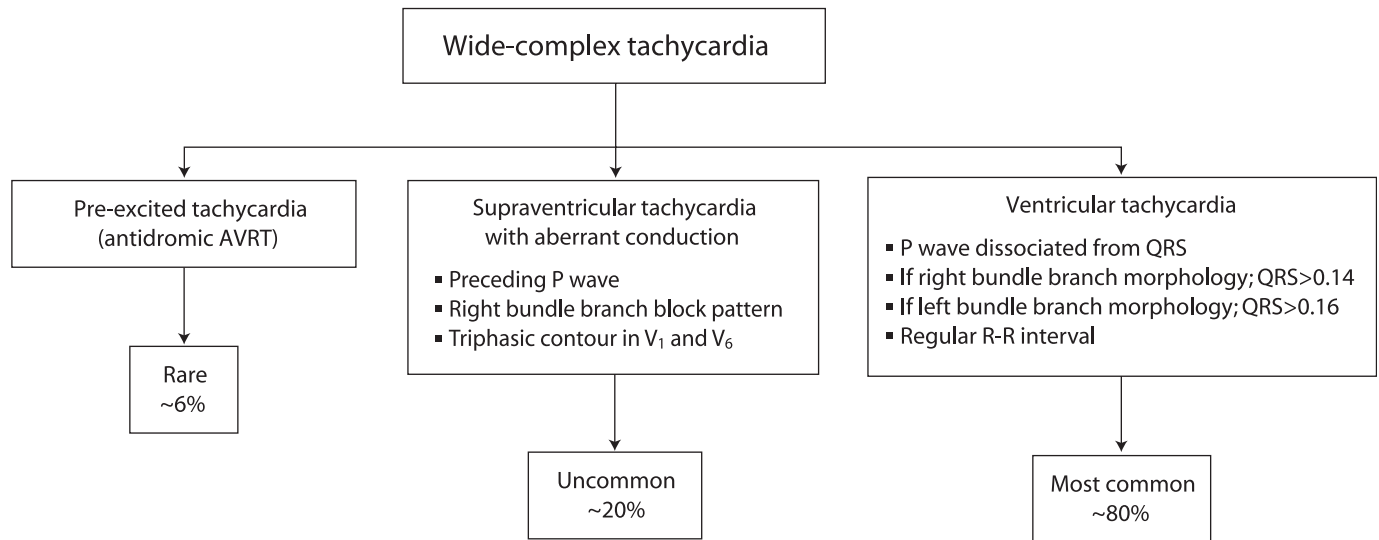 Wide-complex tachycardia
Pre-excited tachycardia
(antidromic AVRT)
Rare
~6%
Supraventricular tachycardia
with aberrant conduction
▪ Preceding P wave
▪ Right bundle branch block pattern
▪ Triphasic contour in V₁ and V₆
Uncommon
~20%
Ventricular tachycardia
▪ P wave dissociated from QRS
▪ If right bundle branch morphology; QRS>0.14
▪ If left bundle branch morphology; QRS>0.16
▪ Regular R-R interval
Most common
~80%